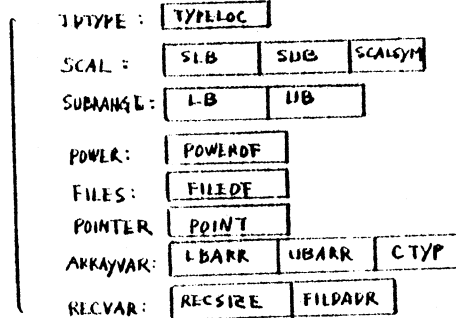 IDTYPE: TYPELOC
SCAL: SLB SUB SCALSYM
SUBRANGE: LB UB
POWER: POWEROF
FILES: FILEOF
POINTER POINT
ARRAYVAR: LBARR UBARR CTYP
RECVAR: RECSIZE FILDADR